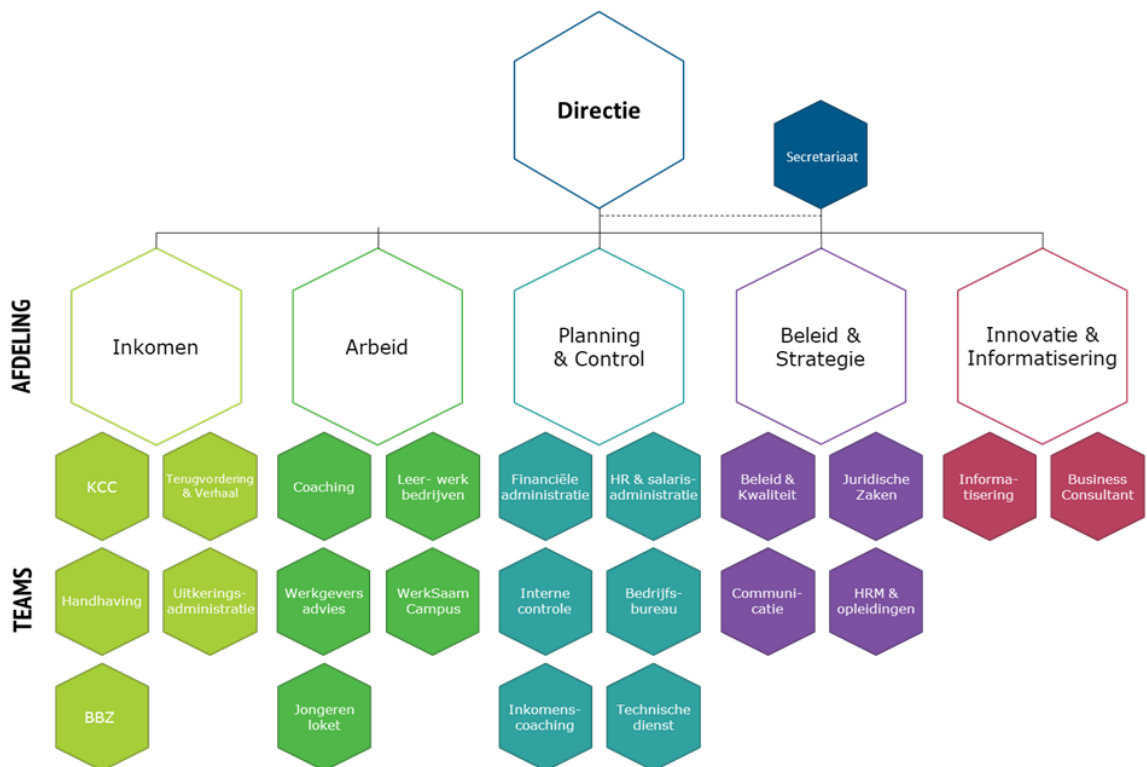 Directie
Secretariaat
AFDELING
Inkomen
Arbeid
Planning
& Control
Beleid &
Strategie
Innovatie &
Informatisering
TEAMS
KCC
Terugvordering
& Verhaal
Coaching
Leer- werk
bedrijven
Financiële
administratie
HR & salaris-
administratie
Beleid &
Kwaliteit
Juridische
Zaken
Informa-
tisering
Business
Consultant
Handhaving
Uitkerings-
administratie
Werkgevers
advies
WerkSaam
Campus
Interne
controle
Bedrijfs-
bureau
Communi-
catie
HRM &
opleidingen
BBZ
Jongeren
loket
Inkomens-
coaching
Technische
dienst